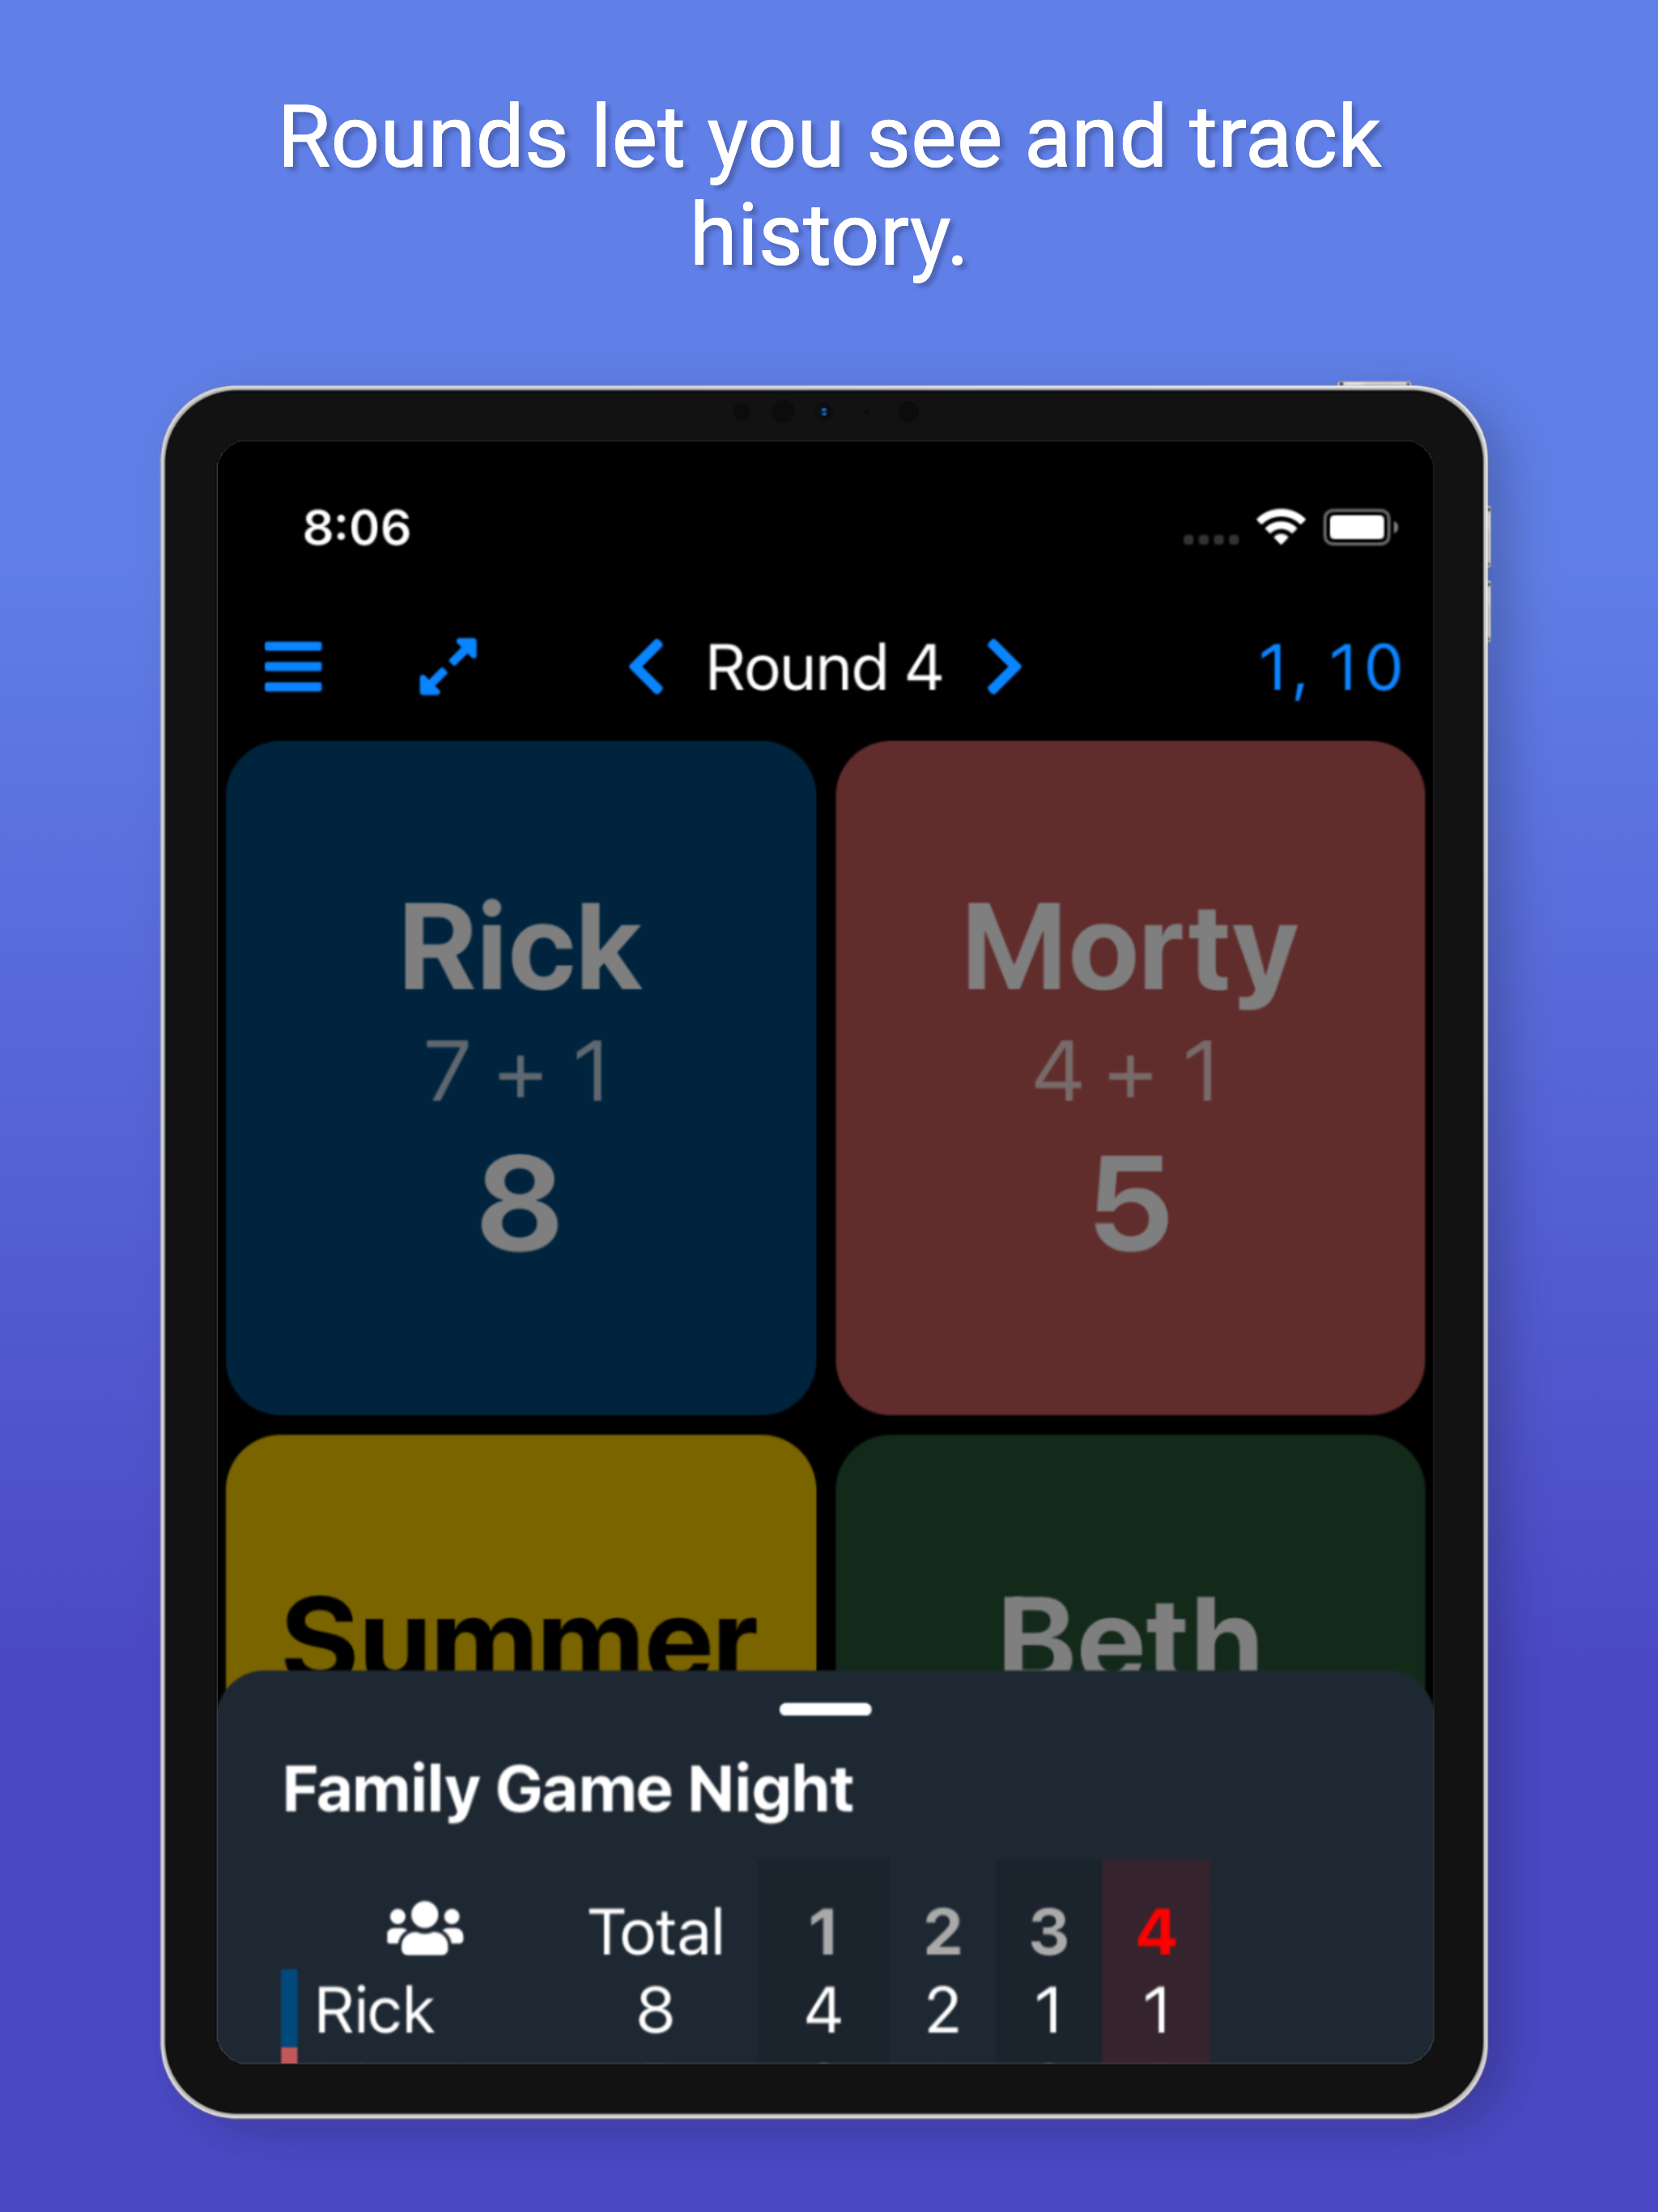 Rounds let you see and track
history.
8:06
Round 4
1, 10
Rick
Morty
7 + 1
4 + 1
8
5
Summer
Beth
Family Game Night
Total 1 2 3 4
Rick 8 4 2 1 1